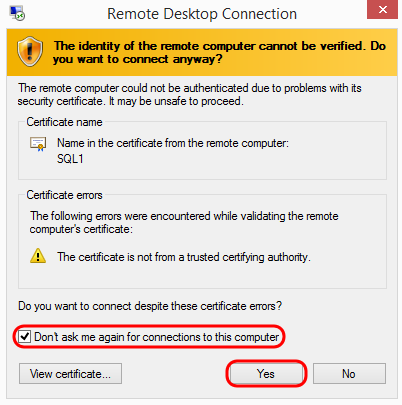 Remote Desktop Connection
The identity of the remote computer cannot be verified. Do
you want to connect anyway?
The remote computer could not be authenticated due to problems with its
security certificate. It may be unsafe to proceed.
Certificate name
Name in the certificate from the remote computer:
SQL1
Certificate errors
The following errors were encountered while validating the remote
computer's certificate:
The certificate is not from a trusted certifying authority.
Do you want to connect despite these certificate errors?
Don't ask me again for connections to this computer
View certificate... Yes No